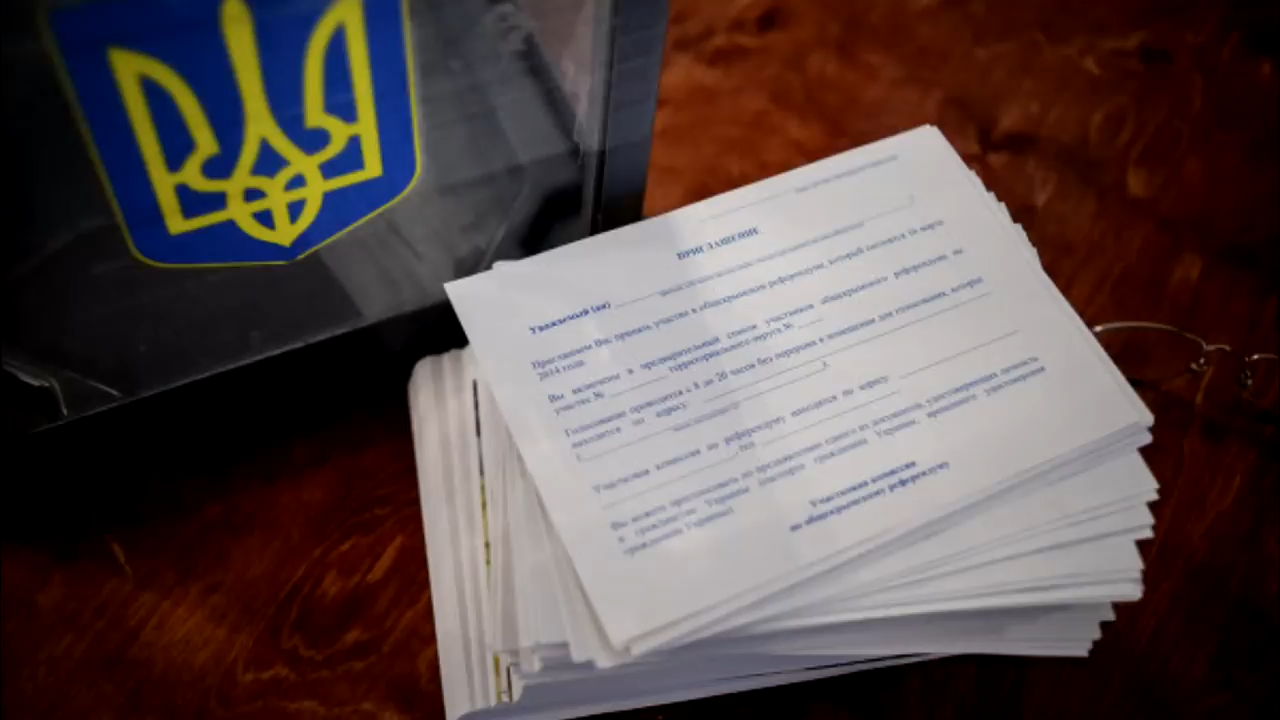 ПРИГЛАШЕНИЕ
Уважаемый (ая)
Приглашаем Вас принять участие в общекрымском референдуме, который состоится 16 марта
2014 года.
Вы включены в предварительный список участников общекрымского референдума на
участке № территориального округа №
Голосование проводится с 8 до 20 часов без перерыва в помещении для голосования, которое
находится по адресу:
Участковая комиссия по референдуму находится по адресу:
тел
Вы можете проголосовать по предъявлению одного из документов, удостоверяющих личность
и гражданство Украины (паспорта гражданина Украины, временного удостоверения
гражданина Украины)
Участковая комиссия
по общекрымскому референдуму